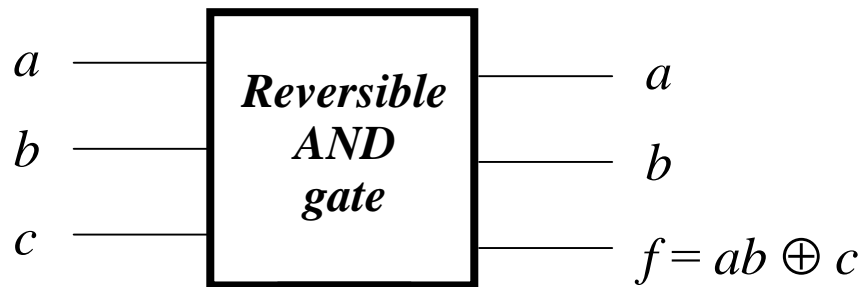 a
b
c
Reversible
AND
gate
a
b
f = ab ⊕ c